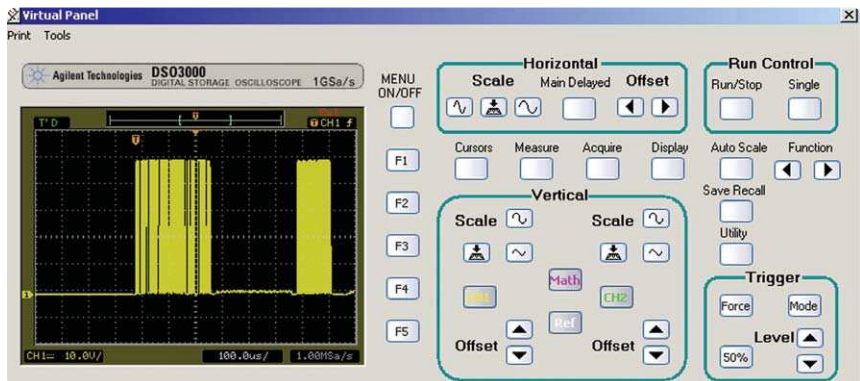 Virtual Panel
Print Tools
Agilent Technologies DSO3000
DIGITAL STORAGE OSCILLOSCOPE 1GSa/s
MENU
ON/OFF
F1
F2
F3
F4
F5
T'D
CH1
CH1 10.0V/ 100.0us/ 1.00MSa/s
Horizontal
Scale Main Delayed Offset
Run Control
Run/Stop Single
Cursors Measure Acquire Display Auto Scale Function
Save Recall
Utility
Vertical
Scale Scale
Math
CH1 CH2
Ref
Offset Offset
Trigger
Force Mode
Level
50%